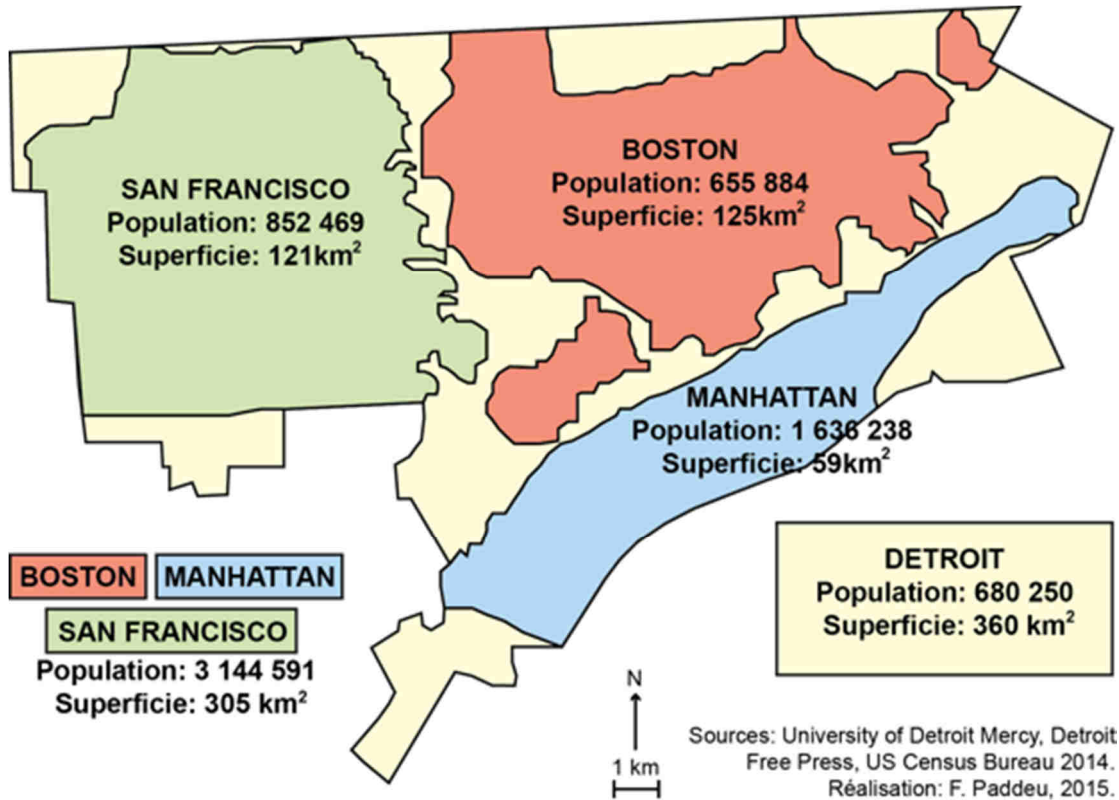 SAN FRANCISCO
Population: 852 469
Superficie: 121km²
BOSTON
Population: 655 884
Superficie: 125km²
MANHATTAN
Population: 1 636 238
Superficie: 59km²
BOSTON
MANHATTAN
SAN FRANCISCO
Population: 3 144 591
Superficie: 305 km²
DETROIT
Population: 680 250
Superficie: 360 km²
N
1 km
Sources: University of Detroit Mercy, Detroit
Free Press, US Census Bureau 2014.
Réalisation: F. Paddeu, 2015.